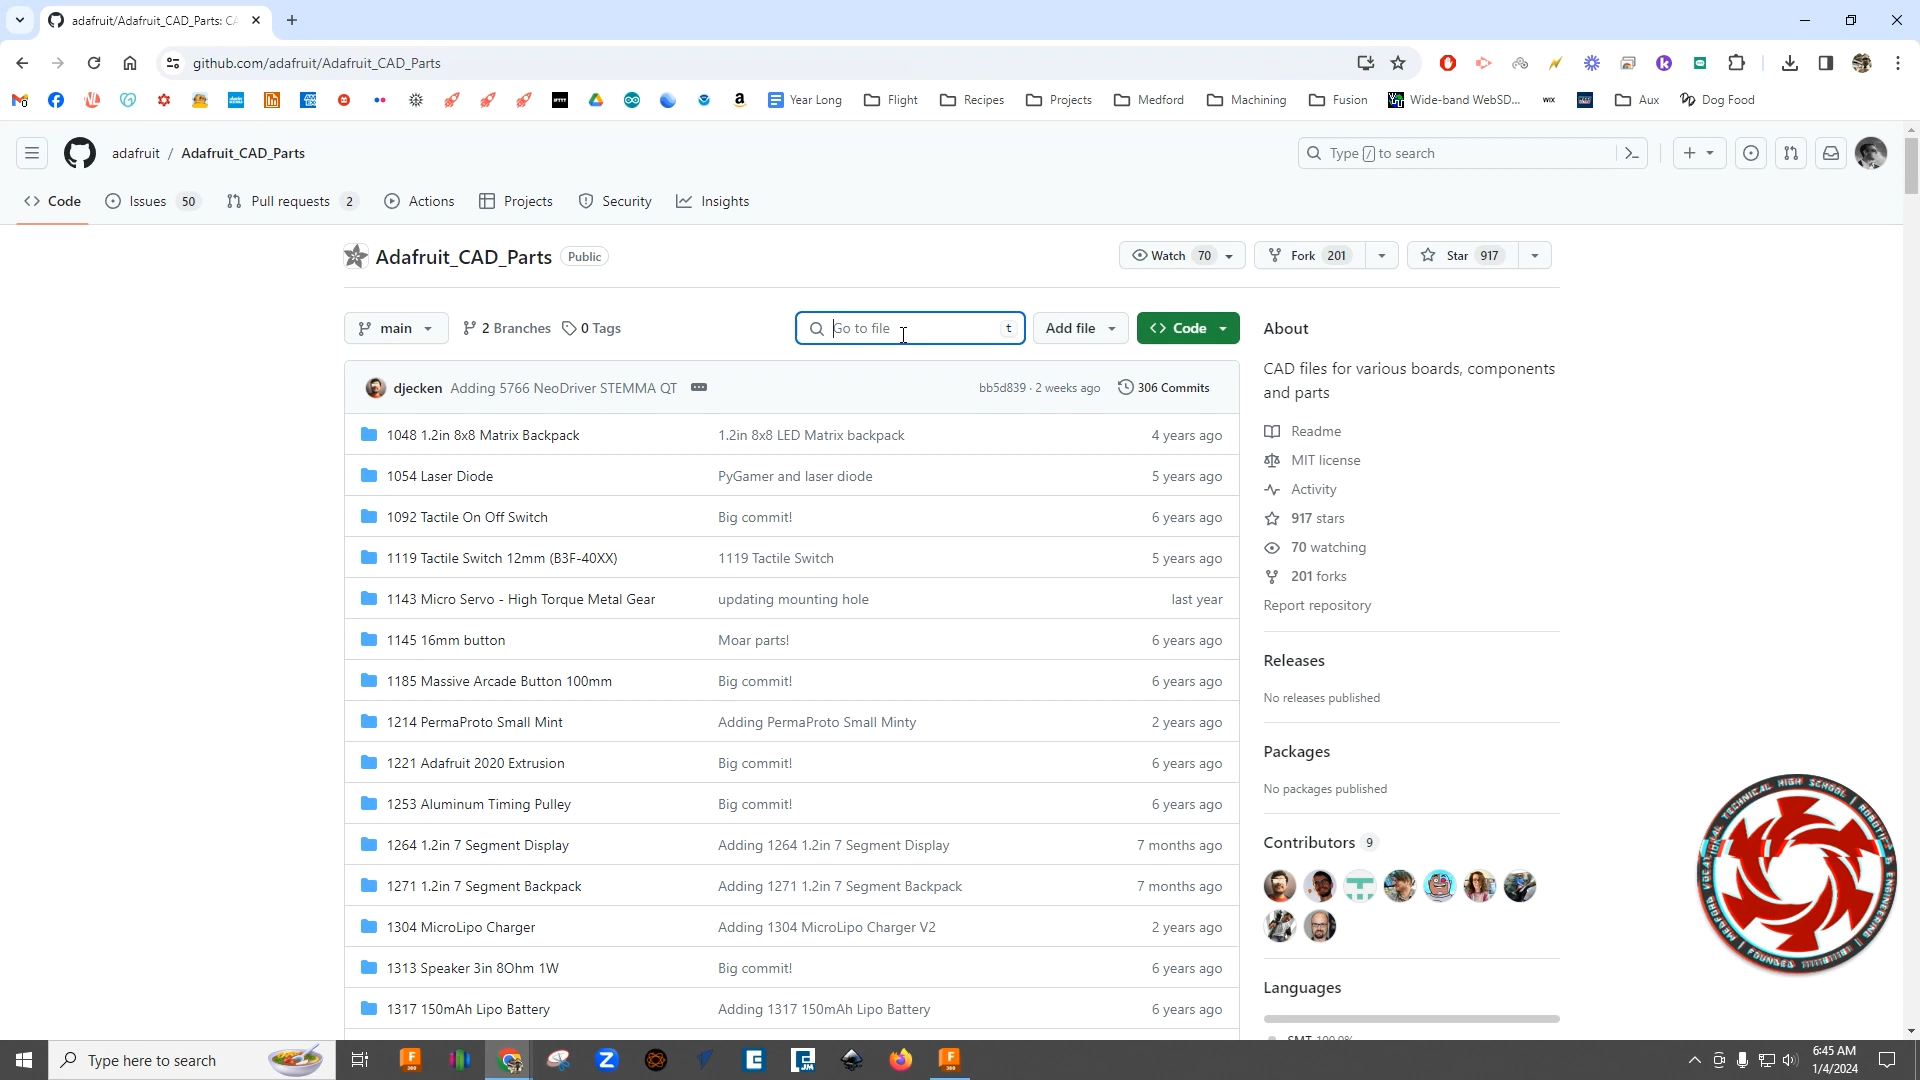 adafruit/Adafruit_CAD_Parts: CA
github.com/adafruit/Adafruit_CAD_Parts
Year Long
Flight
Recipes
Projects
Medford
Machining
Fusion
Wide-band WebSD...
WIX
Aux
Dog Food
adafruit / Adafruit_CAD_Parts
Type / to search
Code
Issues 50
Pull requests 2
Actions
Projects
Security
Insights
Adafruit_CAD_Parts Public
Watch 70
Fork 201
Star 917
main
2 Branches
0 Tags
Go to file t
Add file
Code
About
CAD files for various boards, components
and parts
djecken Adding 5766 NeoDriver STEMMA QT bb5d839 · 2 weeks ago 306 Commits
1048 1.2in 8x8 Matrix Backpack 1.2in 8x8 LED Matrix backpack 4 years ago
1054 Laser Diode PyGamer and laser diode 5 years ago
1092 Tactile On Off Switch Big commit! 6 years ago
1119 Tactile Switch 12mm (B3F-40XX) 1119 Tactile Switch 5 years ago
1143 Micro Servo - High Torque Metal Gear updating mounting hole last year
1145 16mm button Moar parts! 6 years ago
1185 Massive Arcade Button 100mm Big commit! 6 years ago
1214 PermaProto Small Mint Adding PermaProto Small Minty 2 years ago
1221 Adafruit 2020 Extrusion Big commit! 6 years ago
1253 Aluminum Timing Pulley Big commit! 6 years ago
1264 1.2in 7 Segment Display Adding 1264 1.2in 7 Segment Display 7 months ago
1271 1.2in 7 Segment Backpack Adding 1271 1.2in 7 Segment Backpack 7 months ago
1304 MicroLipo Charger Adding 1304 MicroLipo Charger V2 2 years ago
1313 Speaker 3in 8Ohm 1W Big commit! 6 years ago
1317 150mAh Lipo Battery Adding 1317 150mAh Lipo Battery 6 years ago
Readme
MIT license
Activity
917 stars
70 watching
201 forks
Report repository
Releases
No releases published
Packages
No packages published
Contributors 9
Languages
MEDFORD VOCATIONAL TECHNICAL HIGH SCHOOL | ROBOTICS & ENGINEERING
Type here to search
6:45 AM
1/4/2024